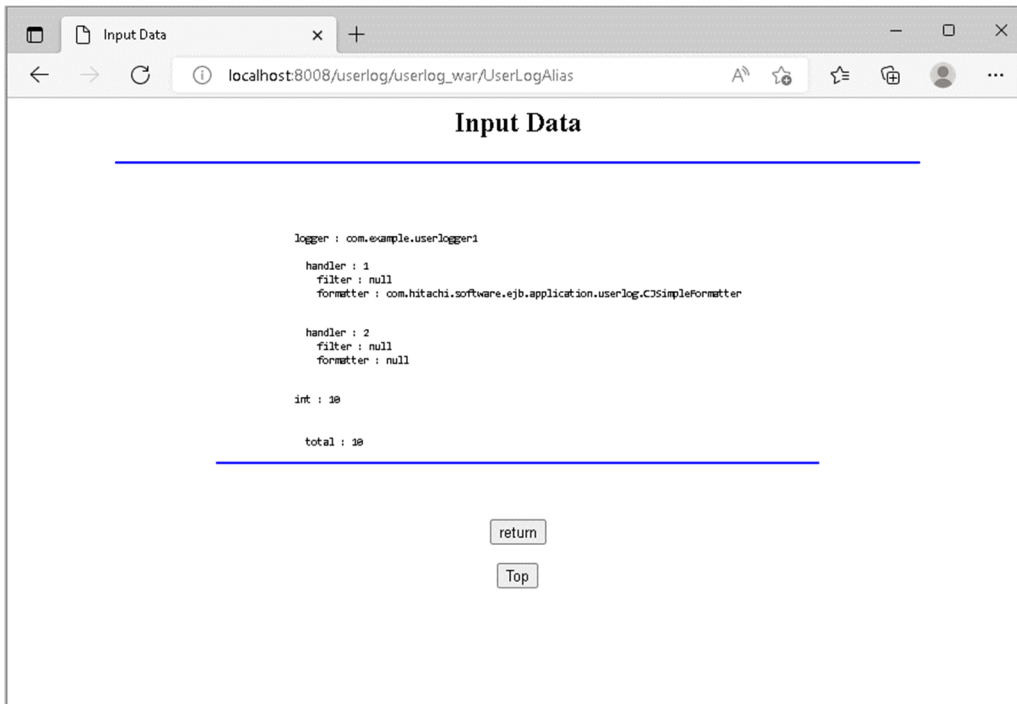 Input Data
localhost:8008/userlog/userlog_war/UserLogAlias
Input Data
logger : com.example.userlogger1
handler : 1
filter : null
formatter : com.hitachi.software.ejb.application.userlog.CJSimpleFormatter
handler : 2
filter : null
formatter : null
int : 10
total : 10
return
Top